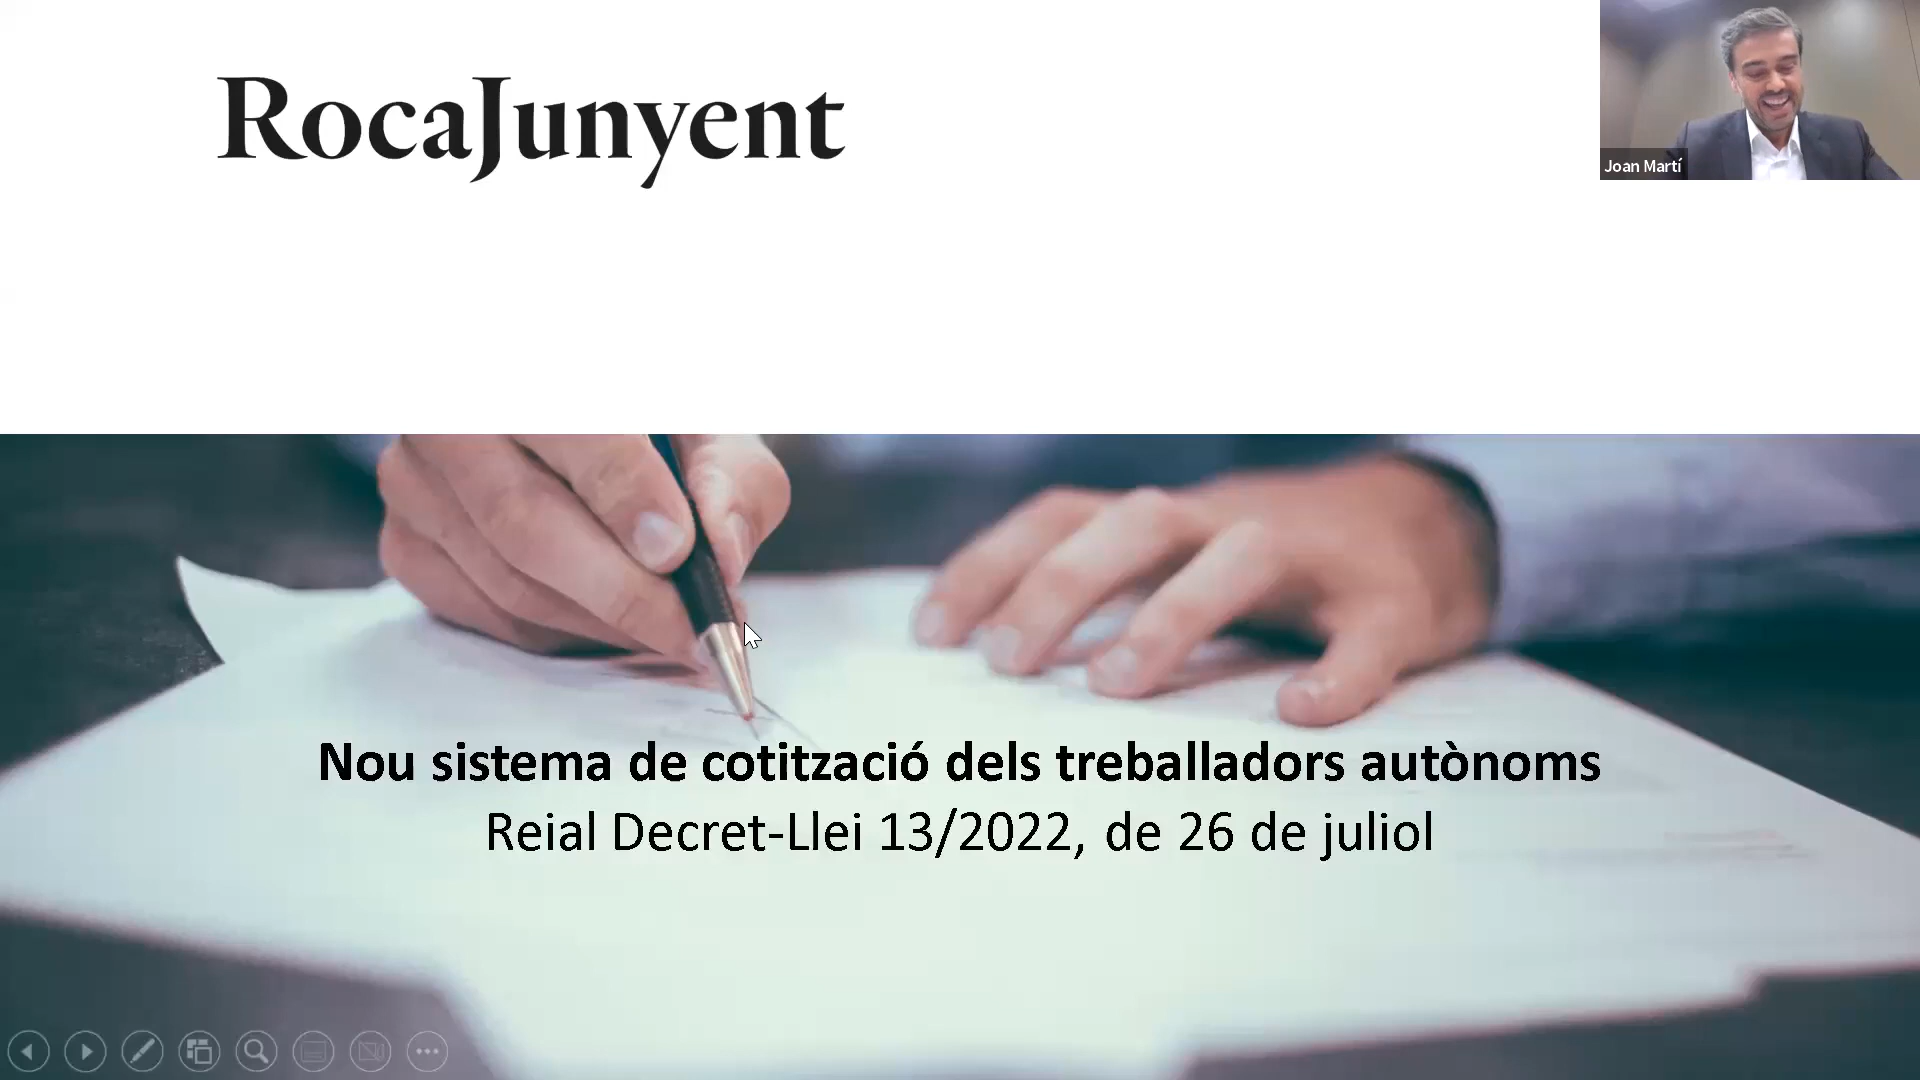 RocaJunyent
Joan Martí
Nou sistema de cotització dels treballadors autònoms
Reial Decret-Llei 13/2022, de 26 de juliol